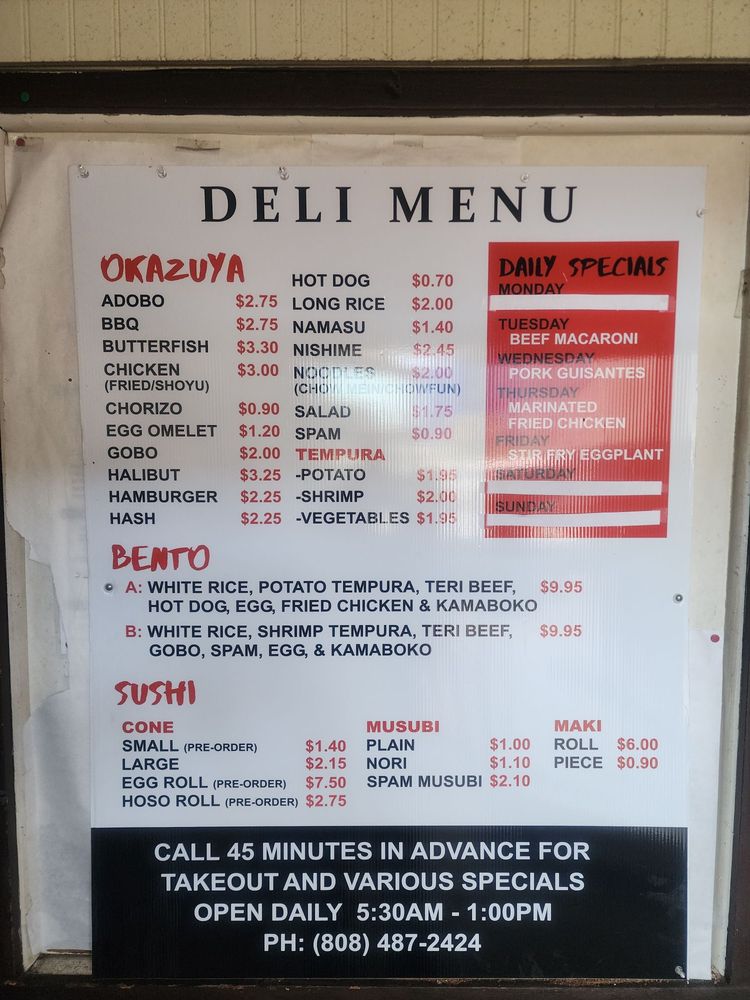 DELI MENU
OKAZUYA
ADOBO $2.75
BBQ $2.75
BUTTERFISH $3.30
CHICKEN $3.00
(FRIED/SHOYU)
CHORIZO $0.90
EGG OMELET $1.20
GOBO $2.00
HALIBUT $3.25
HAMBURGER $2.25
HASH $2.25
HOT DOG $0.70
LONG RICE $2.00
NAMASU $1.40
NISHIME $2.45
NOODLES $2.00
(CHOW MEIN/CHOWFUN)
SALAD $1.75
SPAM $0.90
TEMPURA
-POTATO $1.95
-SHRIMP $2.00
-VEGETABLES $1.95
DAILY SPECIALS
MONDAY
TUESDAY
BEEF MACARONI
WEDNESDAY
PORK GUISANTES
THURSDAY
MARINATED
FRIED CHICKEN
FRIDAY
STIR FRY EGGPLANT
SATURDAY
SUNDAY
BENTO
A: WHITE RICE, POTATO TEMPURA, TERI BEEF, $9.95
HOT DOG, EGG, FRIED CHICKEN & KAMABOKO
B: WHITE RICE, SHRIMP TEMPURA, TERI BEEF, $9.95
GOBO, SPAM, EGG, & KAMABOKO
SUSHI
CONE
SMALL (PRE-ORDER) $1.40
LARGE $2.15
EGG ROLL (PRE-ORDER) $7.50
HOSO ROLL (PRE-ORDER) $2.75
MUSUBI
PLAIN $1.00
NORI $1.10
SPAM MUSUBI $2.10
MAKI
ROLL $6.00
PIECE $0.90
CALL 45 MINUTES IN ADVANCE FOR
TAKEOUT AND VARIOUS SPECIALS
OPEN DAILY 5:30AM - 1:00PM
PH: (808) 487-2424